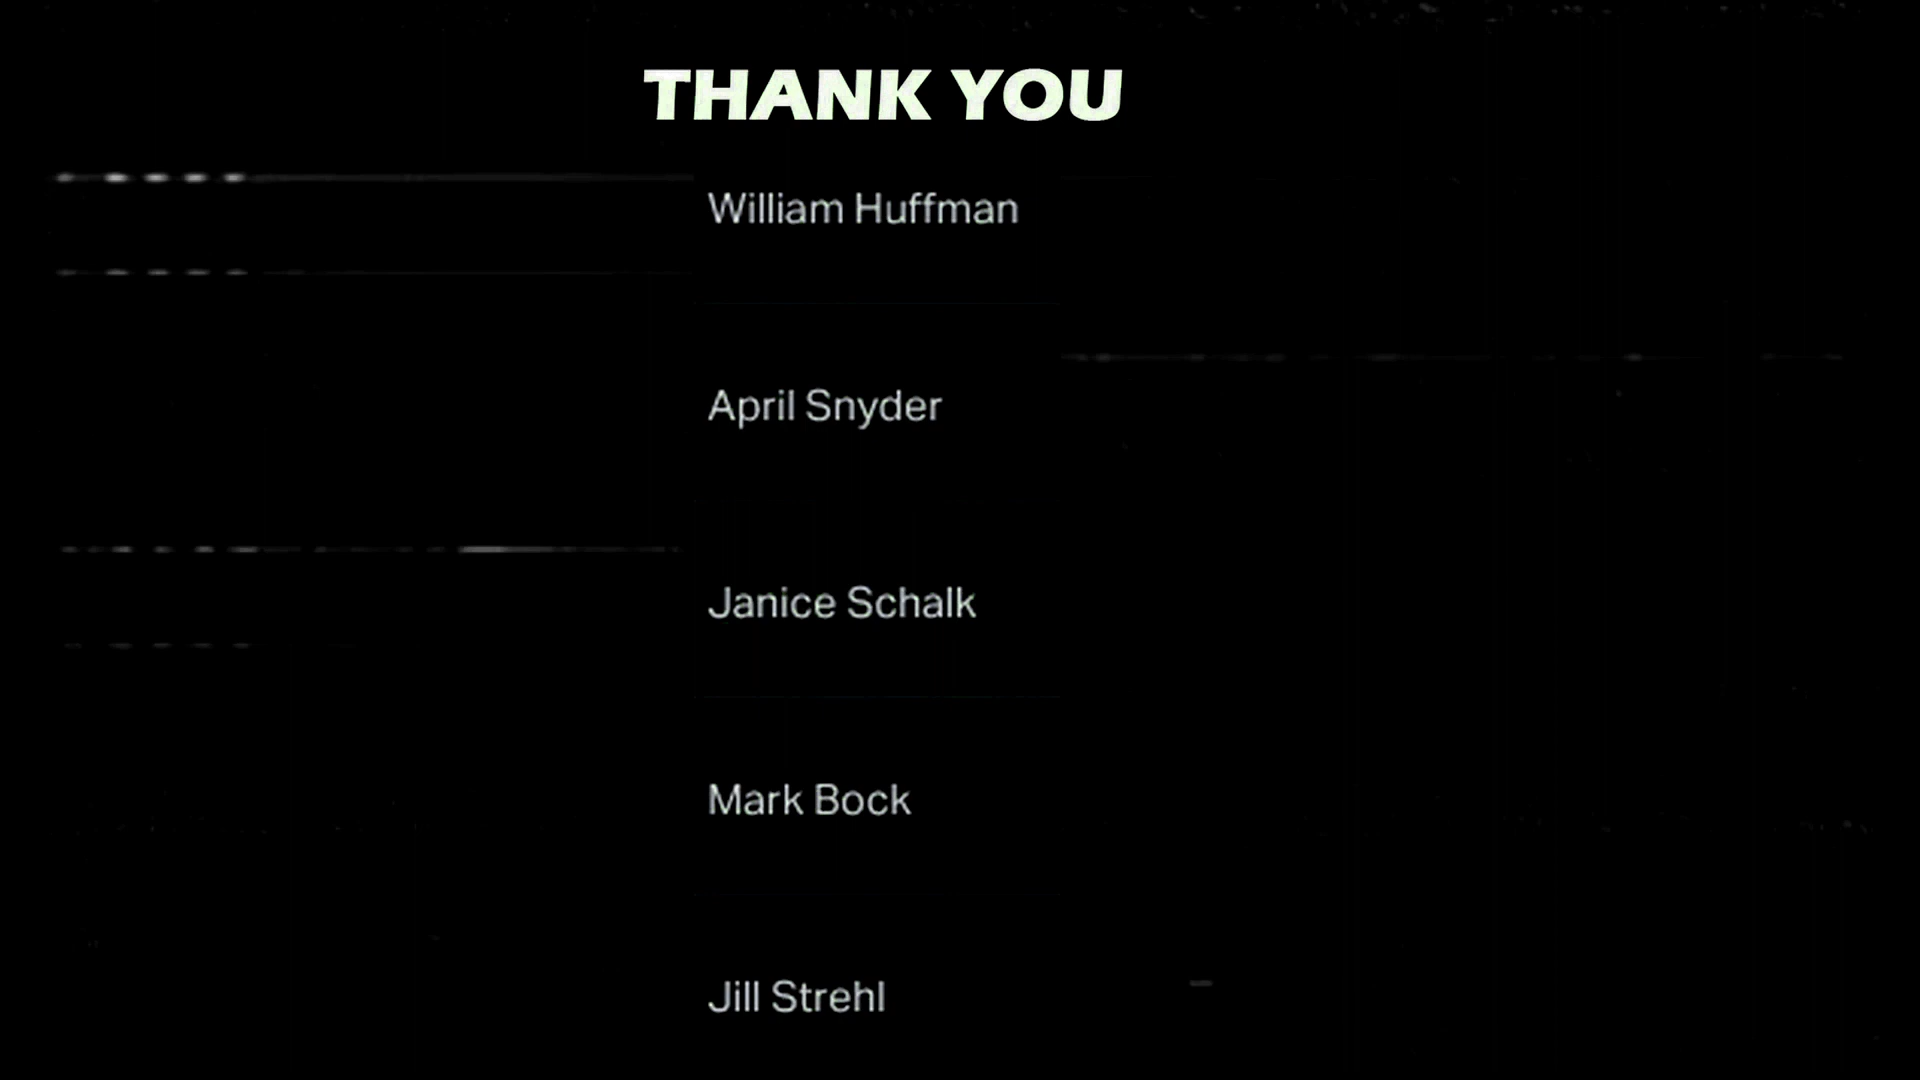 THANK YOU
William Huffman
April Snyder
Janice Schalk
Mark Bock
Jill Strehl